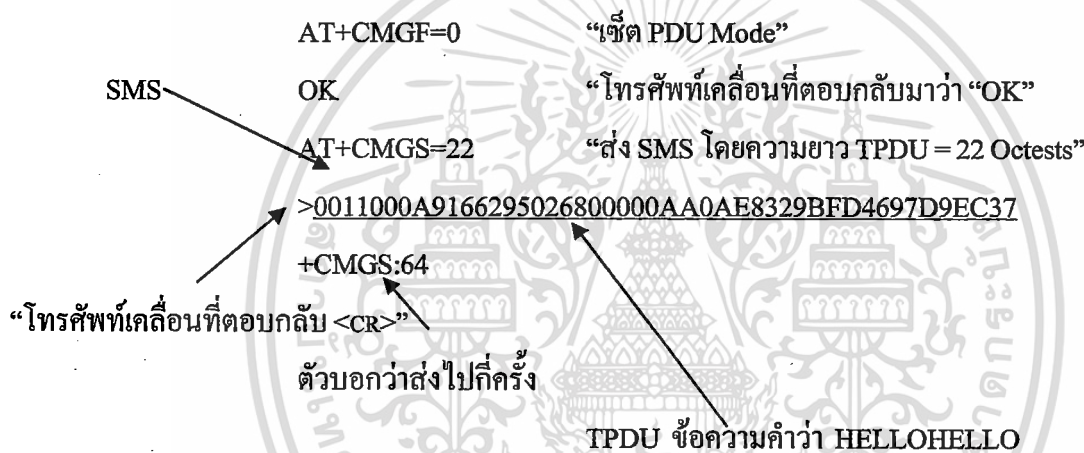 AT+CMGF=0 “เซ็ต PDU Mode”
SMS OK “โทรศัพท์เคลื่อนที่ตอบกลับมาว่า “OK”
AT+CMGS=22 “ส่ง SMS โดยความยาว TPDU = 22 Octests”
>0011000A9166295026800000AA0AE8329BFD4697D9EC37
+CMGS:64
“โทรศัพท์เคลื่อนที่ตอบกลับ <CR>”
ตัวบอกว่าส่งไปกี่ครั้ง
TPDU ข้อความคำว่า HELLOHELLO